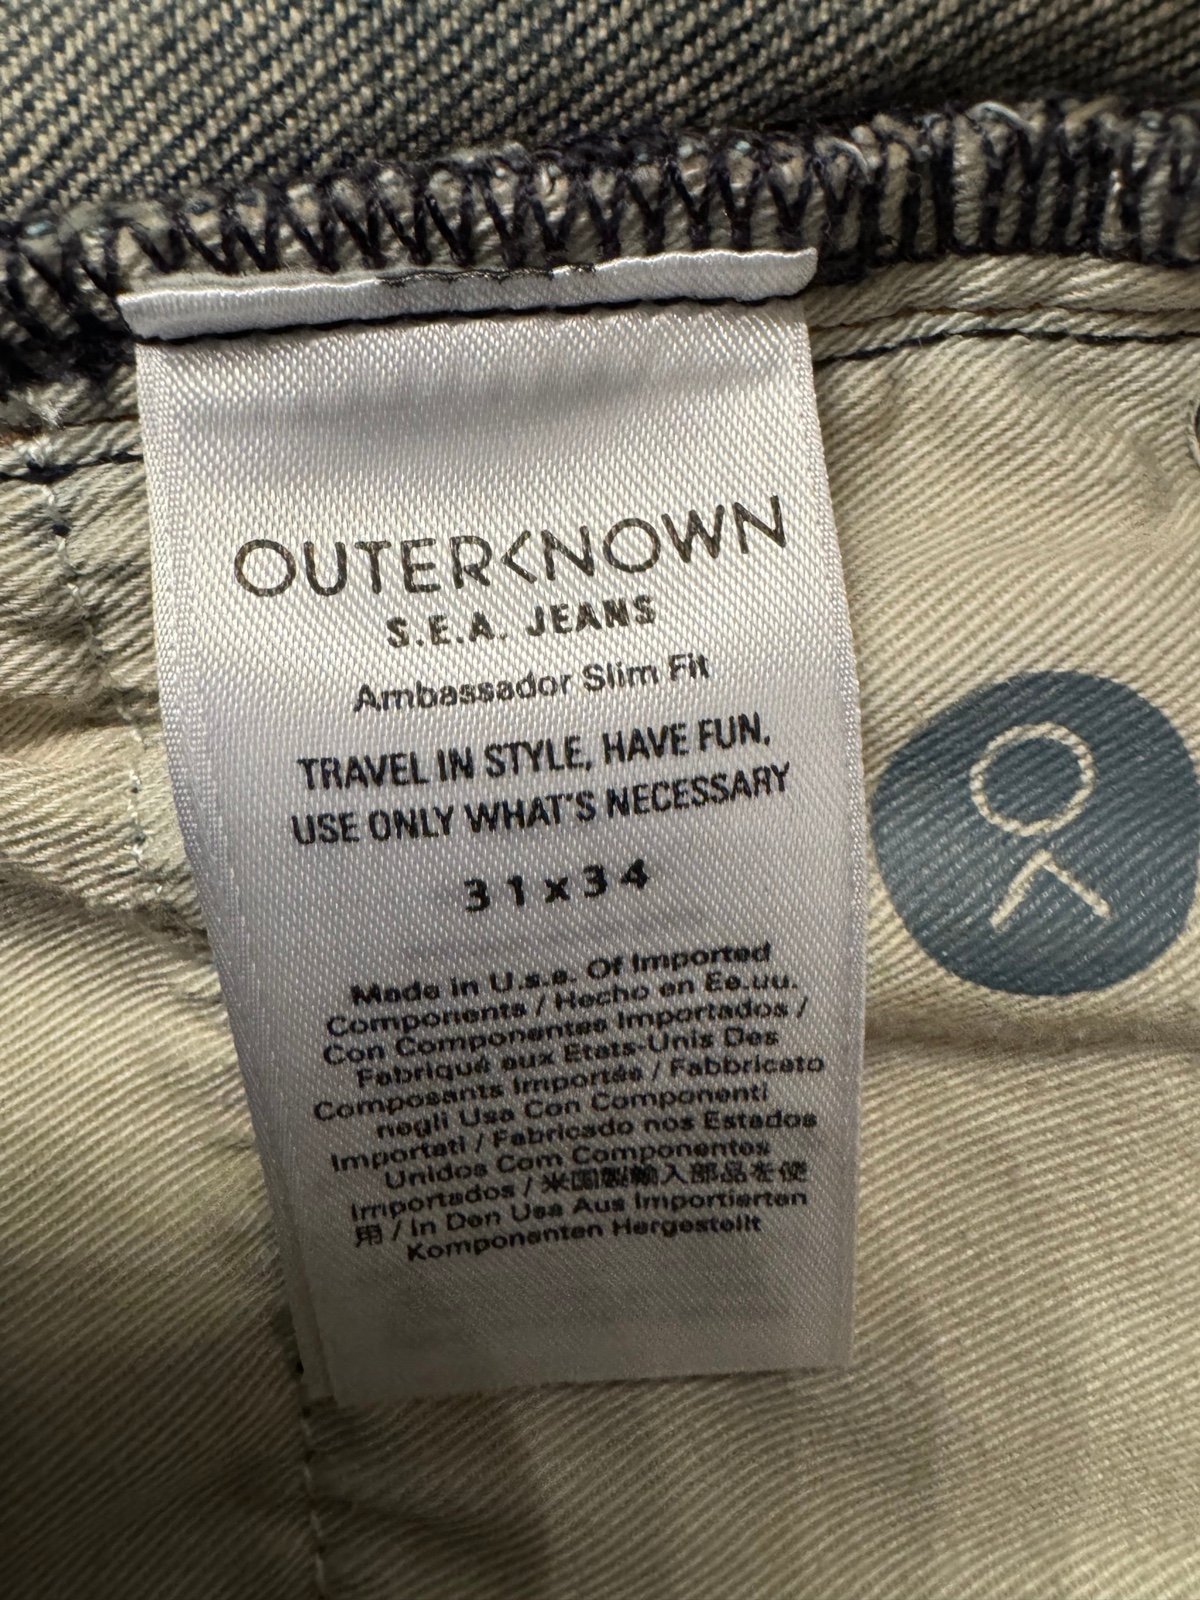 OUTERKNOWN
S.E.A. JEANS
Ambassador Slim Fit
TRAVEL IN STYLE, HAVE FUN,
USE ONLY WHAT'S NECESSARY
31x34
Made in U.s.a. Of Imported
Components / Hecho en Ee.uu.
Con Componentes Importados /
Fabriqué aux Etats-Unis Des
Composants Importés / Fabbricato
negli Usa Con Componenti
Importati / Fabricado nos Estados
Unidos Com Componentes
Importados / 米国製輸入部品を使
用 / In Den Usa Aus Importierten
Komponenten Hergestellt